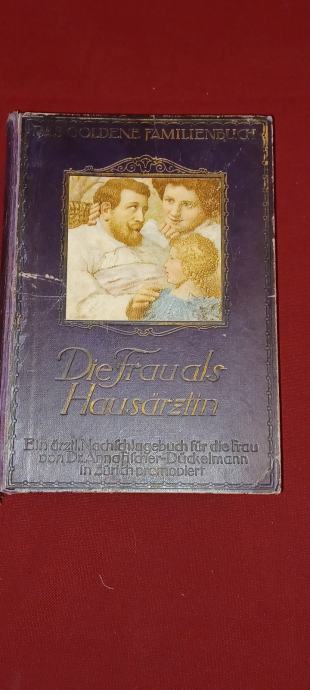 DAS GOLDENE FAMILIENBUCH
Die Frau als
Hausärztin
Ein ärztl. Nachschlagebuch für die Frau
von Dr. Anna Fischer-Dückelmann
in Zürich promoviert